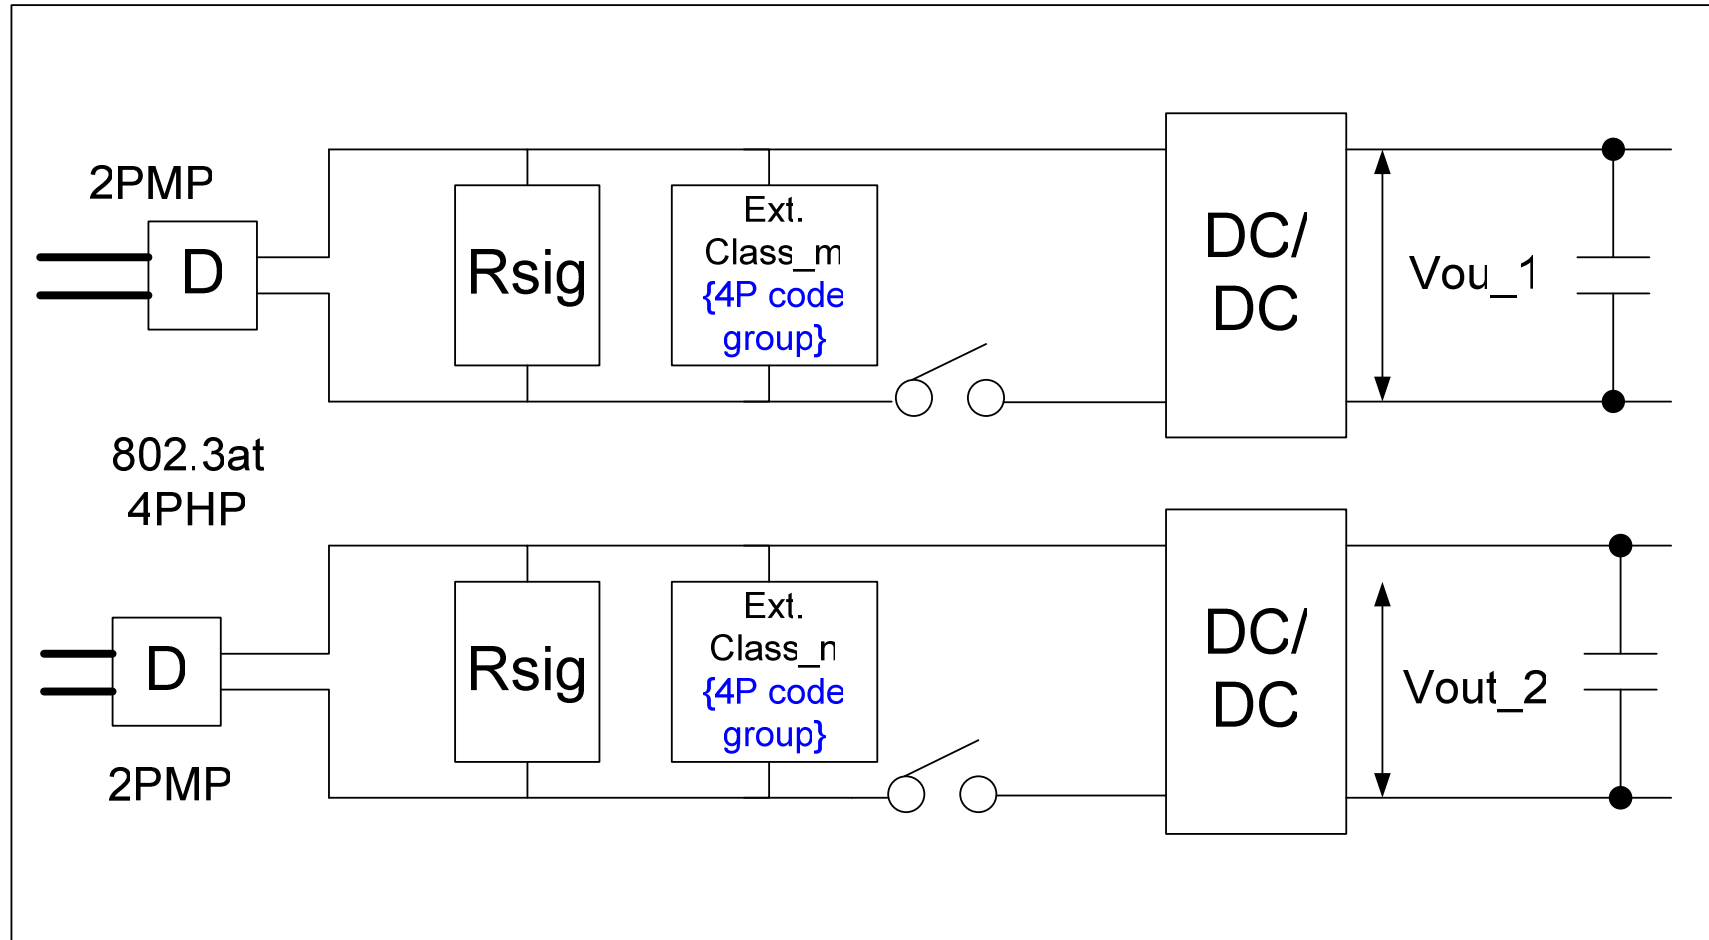 2PMP
D
Rsig
Ext.
Class_m
{4P code
group}
DC/
DC
Vou_1
802.3at
4PHP
D
2PMP
Rsig
Ext.
Class_n
{4P code
group}
DC/
DC
Vout_2